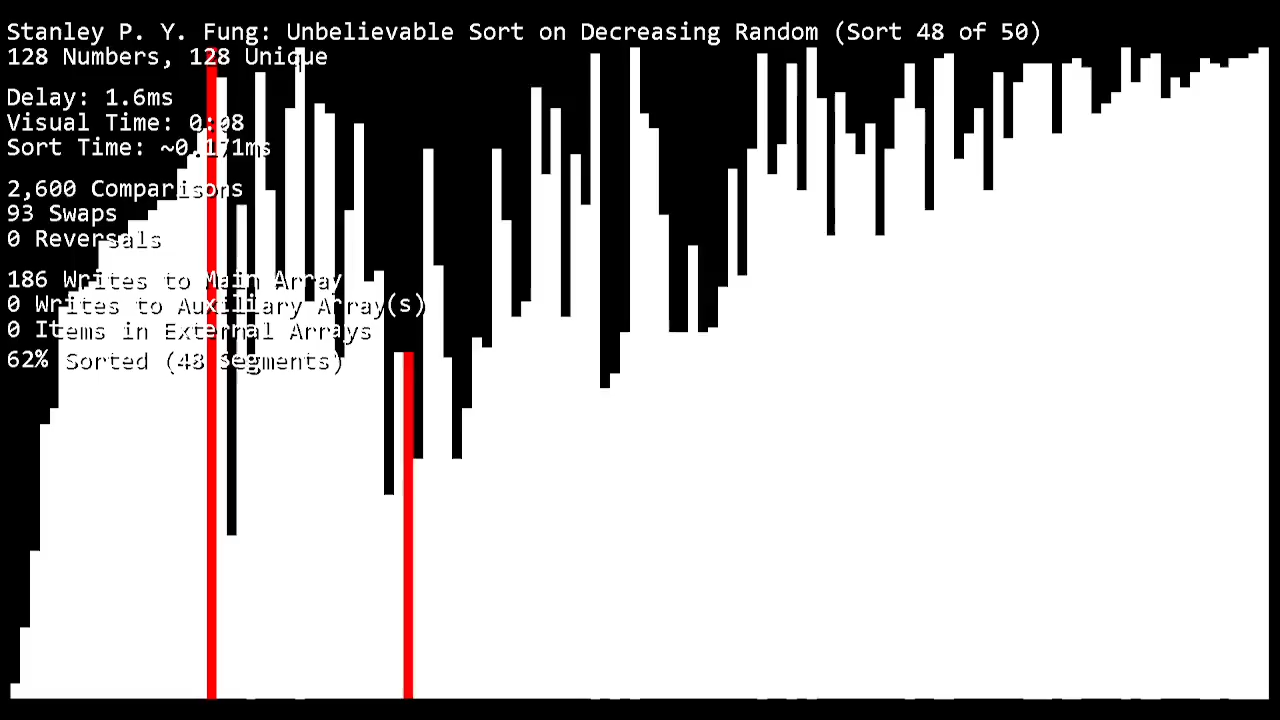 Stanley P. Y. Fung: Unbelievable Sort on Decreasing Random (Sort 48 of 50)
128 Numbers, 128 Unique
Delay: 1.6ms
Visual Time: 0:08
Sort Time: ~0.171ms
2,600 Comparisons
93 Swaps
0 Reversals
186 Writes to Main Array
0 Writes to Auxiliary Array(s)
0 Items in External Arrays
62% Sorted (48 Segments)